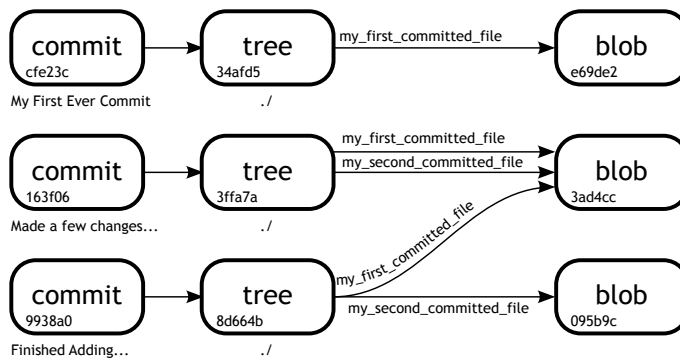 commit
cfe23c
My First Ever Commit
tree
34afd5
./
my_first_committed_file
blob
e69de2
commit
163f06
Made a few changes...
tree
3ffa7a
./
my_first_committed_file
my_second_committed_file
blob
3ad4cc
commit
9938a0
Finished Adding...
tree
8d664b
./
my_first_committed_file
my_second_committed_file
blob
095b9c